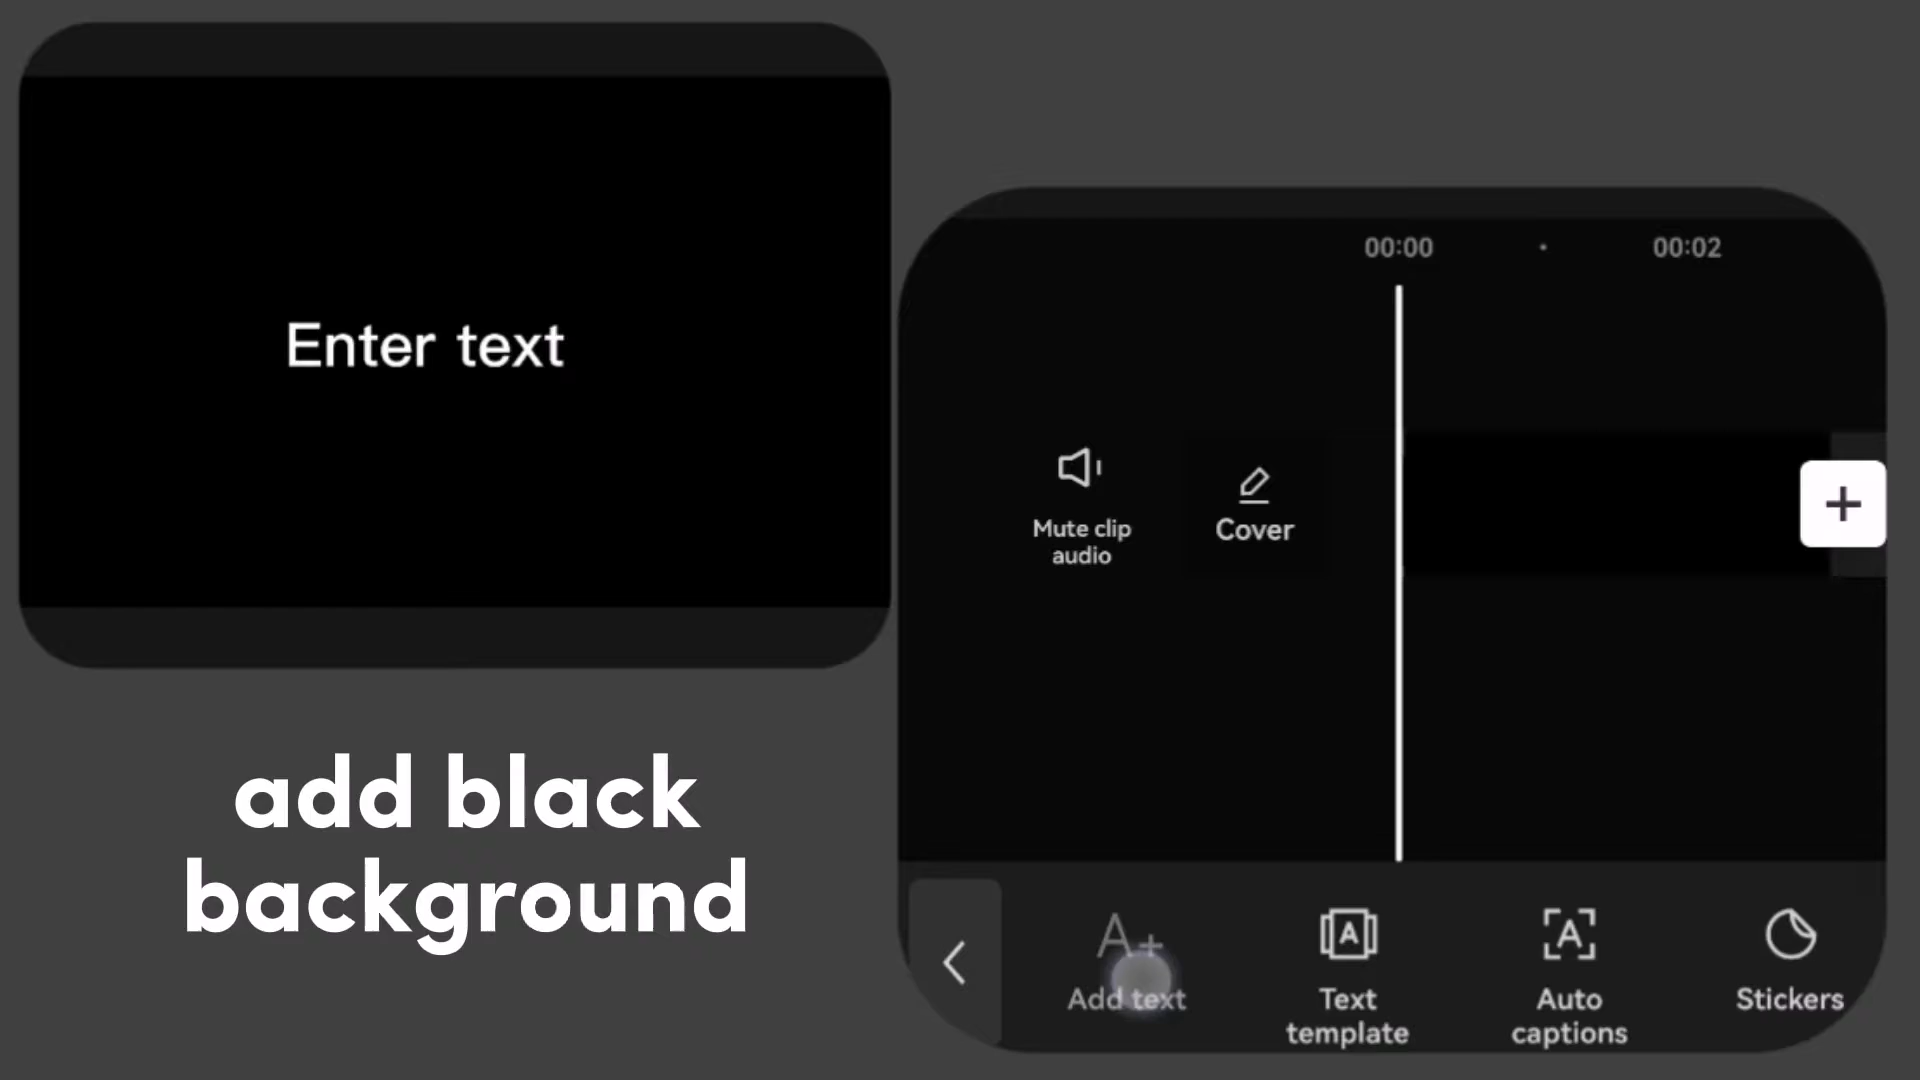 Enter text
add black
background
00:00
00:02
Mute clip
audio
Cover
Add text
Text
template
Auto
captions
Stickers